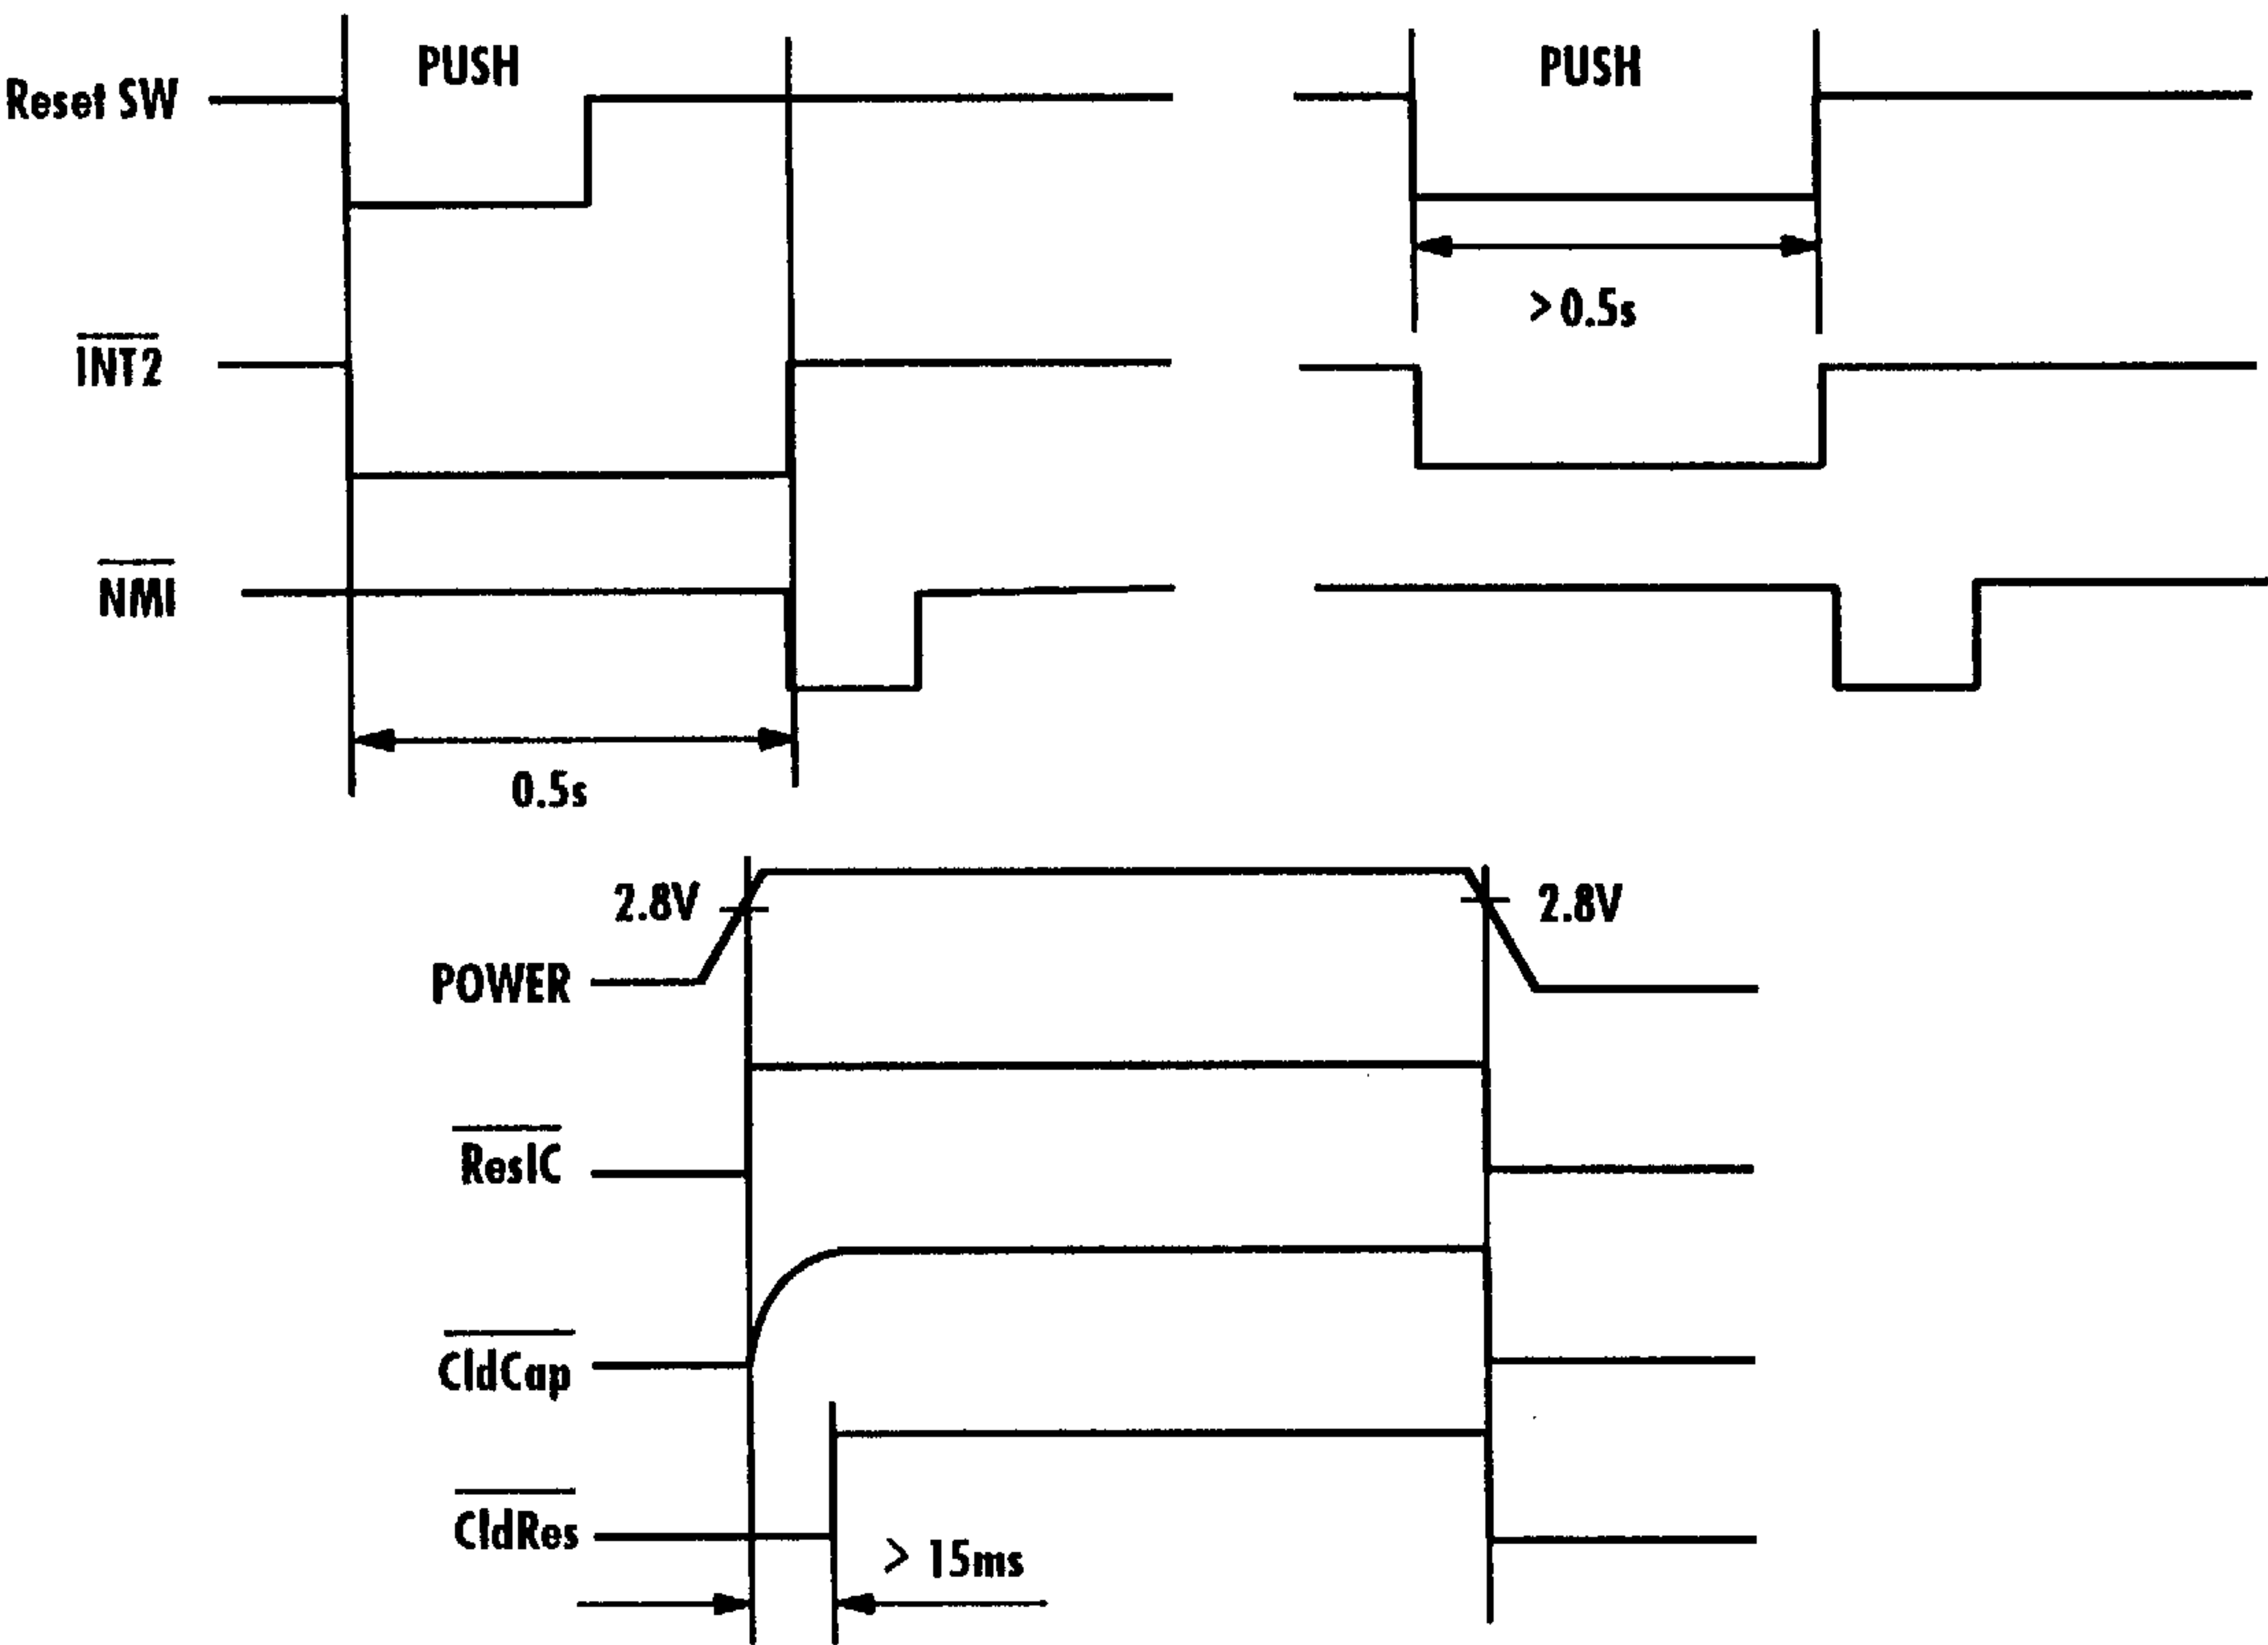 PUSH
PUSH
Reset SW
> 0.5s
INT2
NMI
0.5s
2.8V
2.8V
POWER
ResIC
CldCap
CldRes
> 15ms